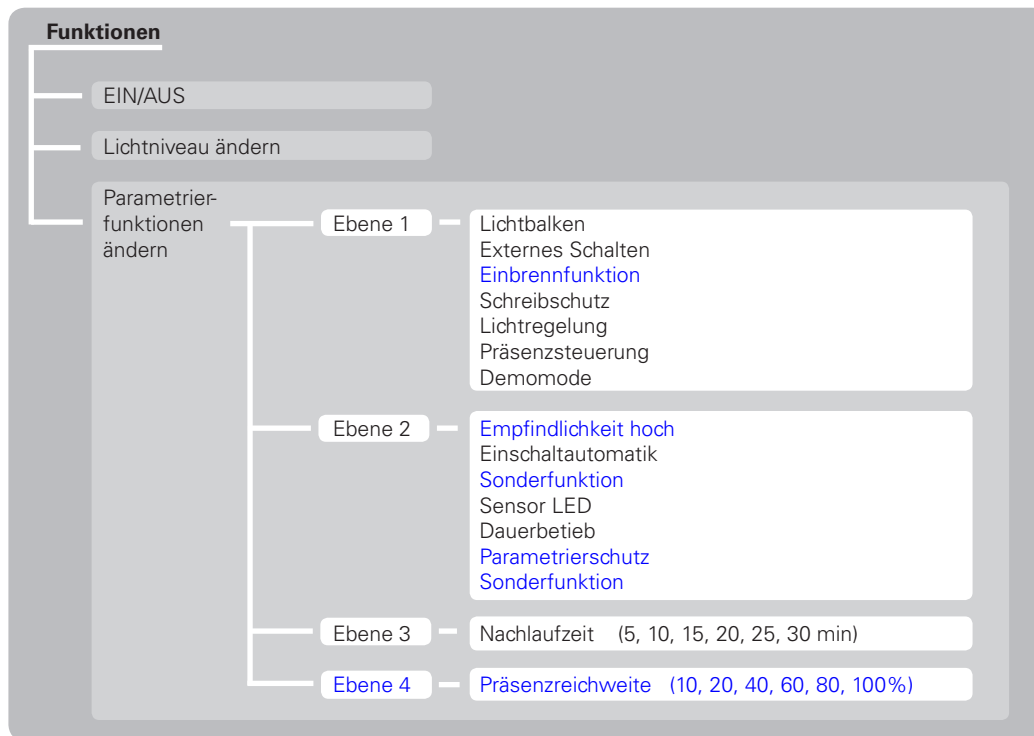 Funktionen
EIN/AUS
Lichtniveau ändern
Parametrier-
funktionen
ändern
Ebene 1
Lichtbalken
Externes Schalten
Einbrennfunktion
Schreibschutz
Lichtregelung
Präsenzsteuerung
Demomode
Ebene 2
Empfindlichkeit hoch
Einschaltautomatik
Sonderfunktion
Sensor LED
Dauerbetieb
Parametrierschutz
Sonderfunktion
Ebene 3
Nachlaufzeit (5, 10, 15, 20, 25, 30 min)
Ebene 4
Präsenzreichweite (10, 20, 40, 60, 80, 100%)